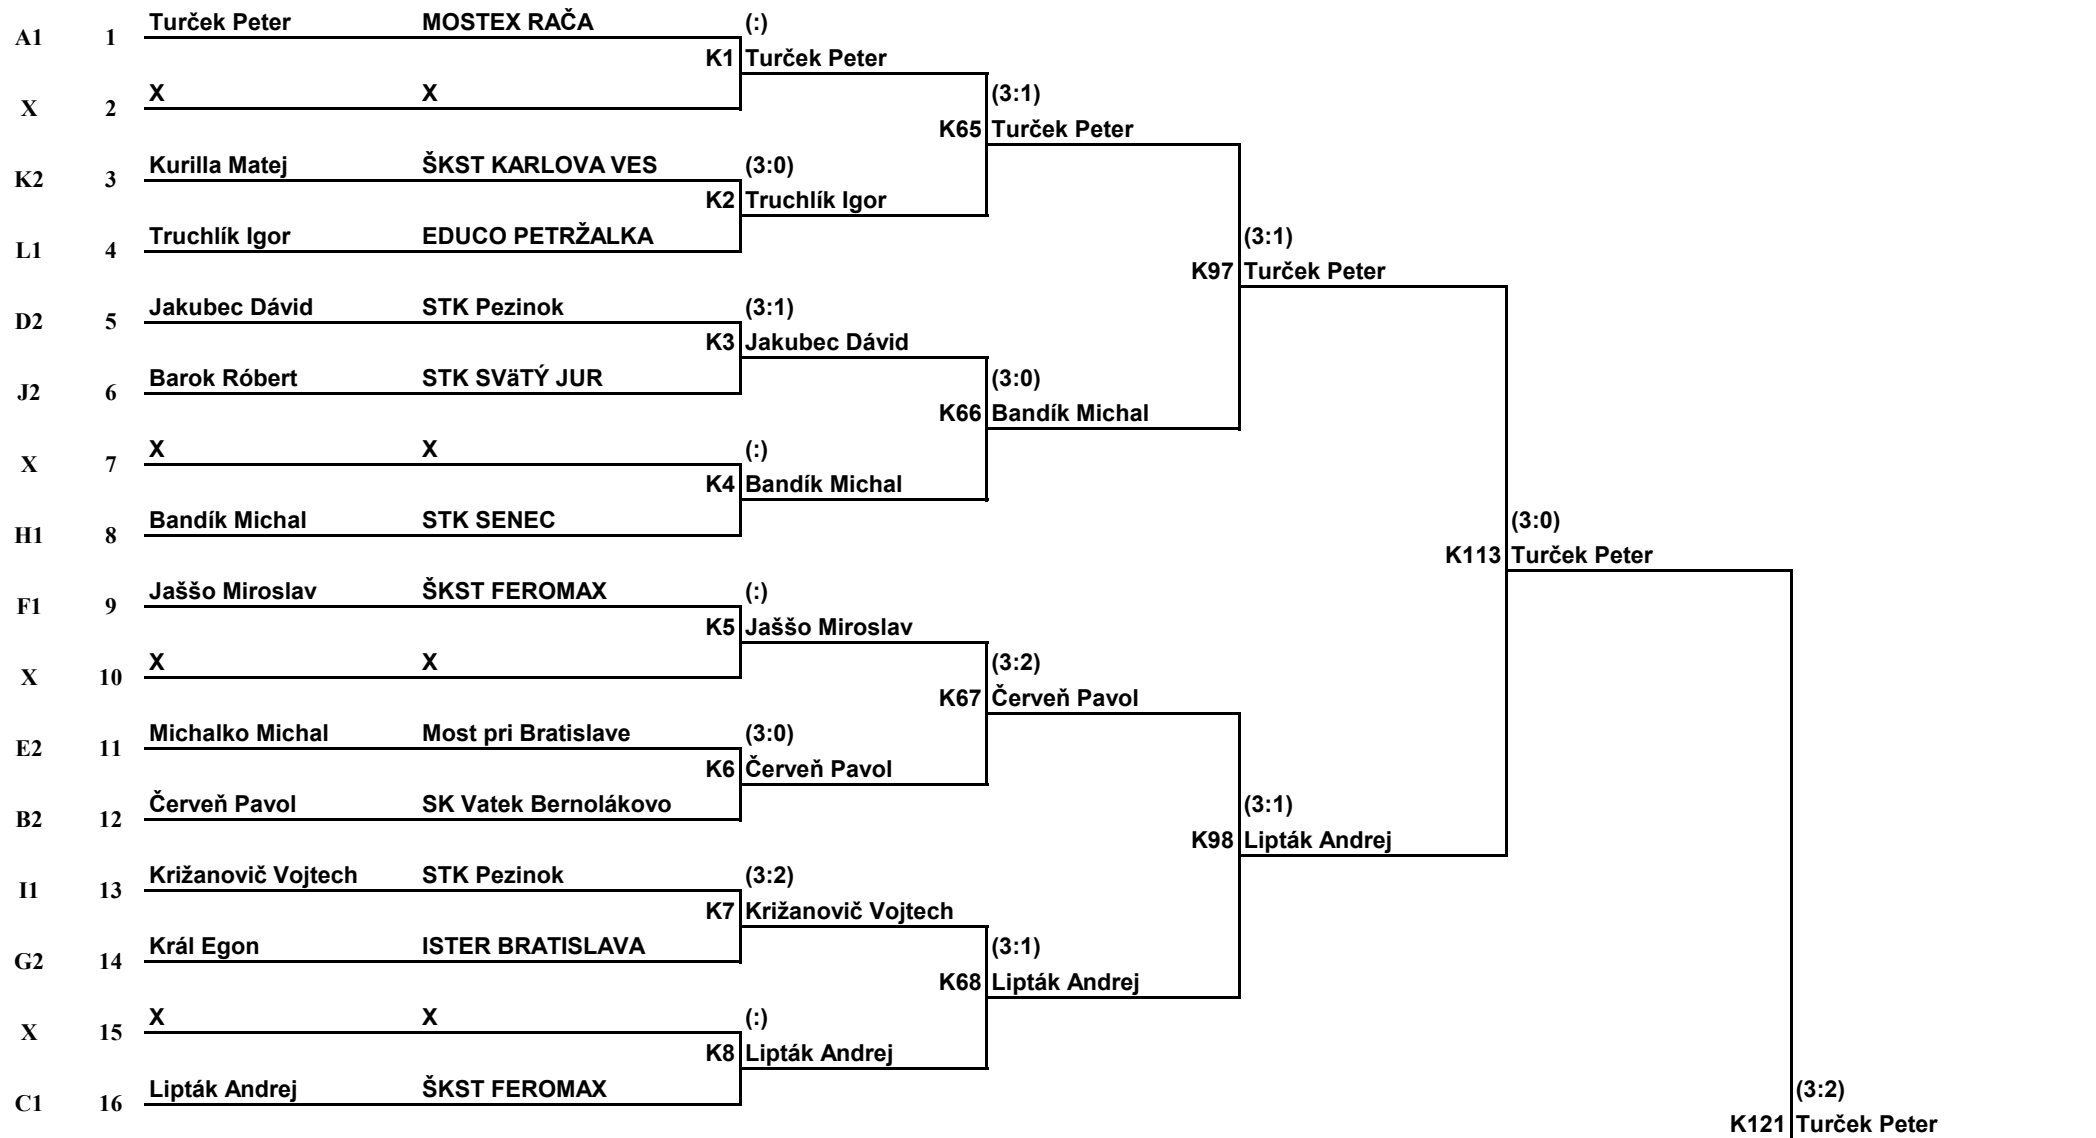 A1 1 Turček Peter MOSTEX RAČA (:)
K1 Turček Peter
X 2 X X (3:1)
K65 Turček Peter
K2 3 Kurilla Matej ŠKST KARLOVA VES (3:0)
K2 Truchlík Igor
L1 4 Truchlík Igor EDUCO PETRŽALKA (3:1)
K97 Turček Peter
D2 5 Jakubec Dávid STK Pezinok (3:1)
K3 Jakubec Dávid
J2 6 Barok Róbert STK SVäTÝ JUR (3:0)
K66 Bandík Michal
X 7 X X (:)
K4 Bandík Michal
H1 8 Bandík Michal STK SENEC (3:0)
K113 Turček Peter
F1 9 Jaššo Miroslav ŠKST FEROMAX (:)
K5 Jaššo Miroslav
X 10 X X (3:2)
K67 Červeň Pavol
E2 11 Michalko Michal Most pri Bratislave (3:0)
K6 Červeň Pavol
B2 12 Červeň Pavol SK Vatek Bernolákovo (3:1)
K98 Lipták Andrej
I1 13 Križanovič Vojtech STK Pezinok (3:2)
K7 Križanovič Vojtech
G2 14 Král Egon ISTER BRATISLAVA (3:1)
K68 Lipták Andrej
X 15 X X (:)
K8 Lipták Andrej
C1 16 Lipták Andrej ŠKST FEROMAX (3:2)
K121 Turček Peter